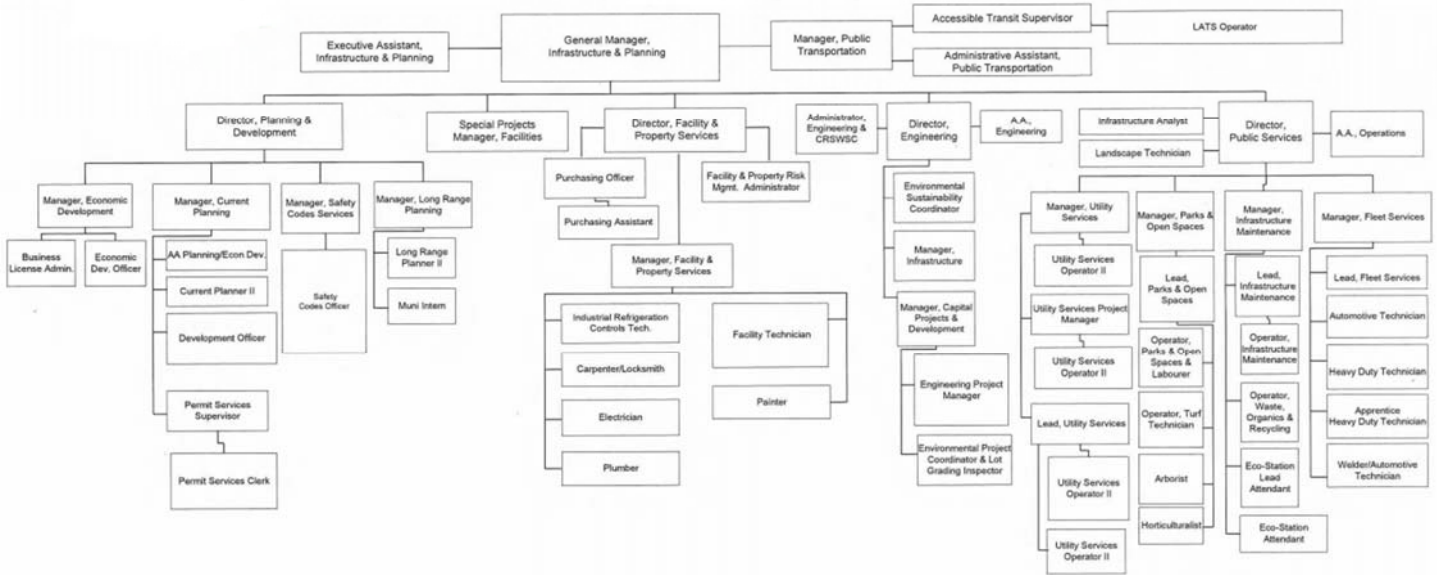 Accessible Transit Supervisor
LATS Operator
Executive Assistant,
Infrastructure & Planning
General Manager,
Infrastructure & Planning
Manager, Public
Transportation
Administrative Assistant,
Public Transportation
Director, Planning &
Development
Special Projects
Manager, Facilities
Director, Facility &
Property Services
Administrator,
Engineering &
CRSWSC
Director,
Engineering
A.A.,
Engineering
Infrastructure Analyst
Landscape Technician
Director,
Public Services
A.A., Operations
Manager, Economic
Development
Business
License Admin.
Economic
Dev. Officer
Manager, Current
Planning
AA Planning/Econ Dev.
Current Planner II
Development Officer
Permit Services
Supervisor
Permit Services Clerk
Manager, Safety
Codes Services
Safety
Codes Officer
Manager, Long Range
Planning
Long Range
Planner II
Muni Intern
Purchasing Officer
Purchasing Assistant
Facility & Property Risk
Mgmt. Administrator
Manager, Facility &
Property Services
Industrial Refrigeration
Controls Tech.
Carpenter/Locksmith
Electrician
Plumber
Facility Technician
Painter
Environmental
Sustainability
Coordinator
Manager,
Infrastructure
Manager, Capital
Projects &
Development
Engineering Project
Manager
Environmental Project
Coordinator & Lot
Grading Inspector
Manager, Utility
Services
Utility Services
Operator II
Utility Services Project
Manager
Utility Services
Operator II
Lead, Utility Services
Utility Services
Operator II
Utility Services
Operator II
Manager, Parks &
Open Spaces
Lead,
Parks & Open
Spaces
Operator,
Parks & Open
Spaces &
Labourer
Operator, Turf
Technician
Arborist
Horticulturalist
Manager,
Infrastructure
Maintenance
Lead,
Infrastructure
Maintenance
Operator,
Infrastructure
Maintenance
Operator,
Waste,
Organics &
Recycling
Eco-Station
Lead
Attendant
Eco-Station
Attendant
Manager, Fleet Services
Lead, Fleet Services
Automotive Technician
Heavy Duty Technician
Apprentice
Heavy Duty Technician
Welder/Automotive
Technician